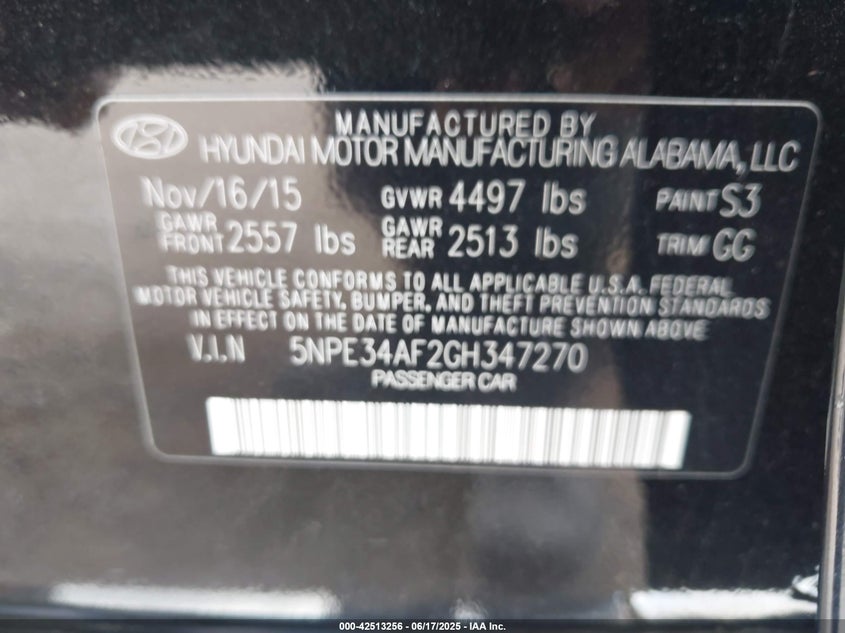 MANUFACTURED BY
HYUNDAI MOTOR MANUFACTURING ALABAMA, LLC
Nov/16/15 GVWR 4497 lbs PAINT S3
GAWR FRONT 2557 lbs GAWR REAR 2513 lbs TRIM GG
THIS VEHICLE CONFORMS TO ALL APPLICABLE U.S.A. FEDERAL
MOTOR VEHICLE SAFETY, BUMPER, AND THEFT PREVENTION STANDARDS
IN EFFECT ON THE DATE OF MANUFACTURE SHOWN ABOVE.
V.I.N 5NPE34AF2GH347270
PASSENGER CAR
000-42513256 - 06/17/2025 - IAA Inc.